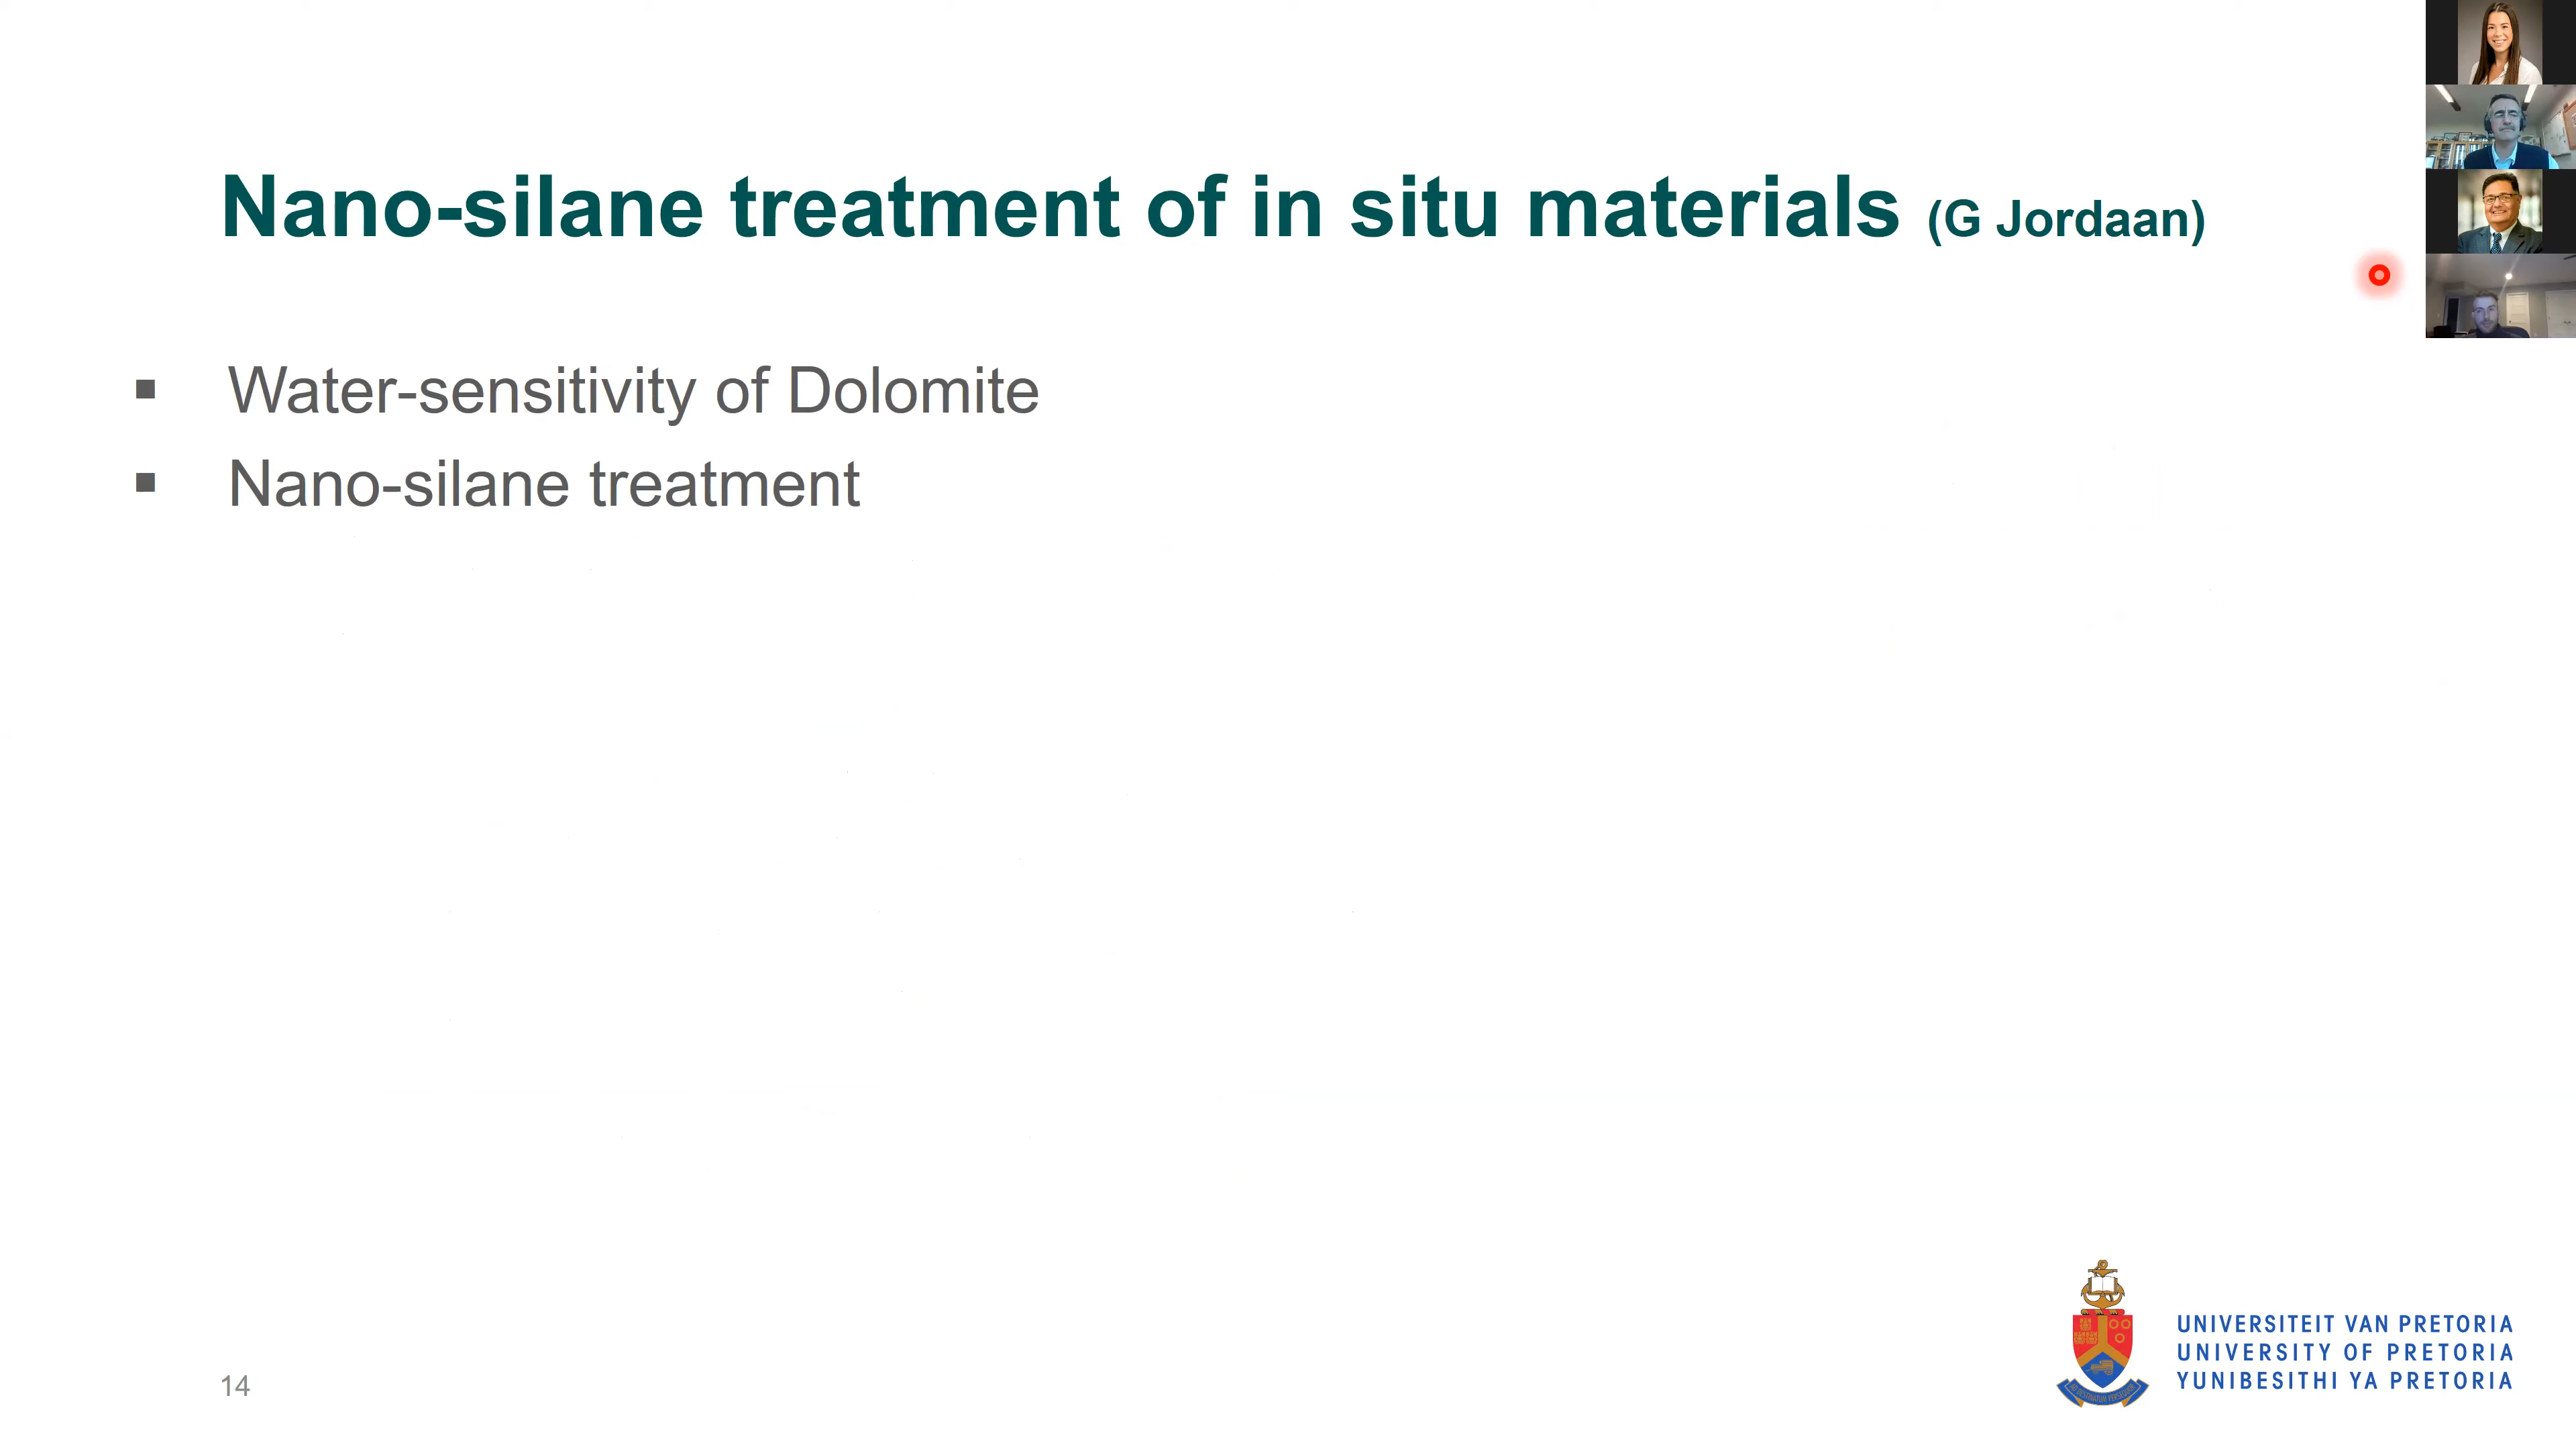 Nano-silane treatment of in situ materials (G Jordaan)
▪ Water-sensitivity of Dolomite
▪ Nano-silane treatment
UNIVERSITEIT VAN PRETORIA
UNIVERSITY OF PRETORIA
YUNIBESITHI YA PRETORIA
14